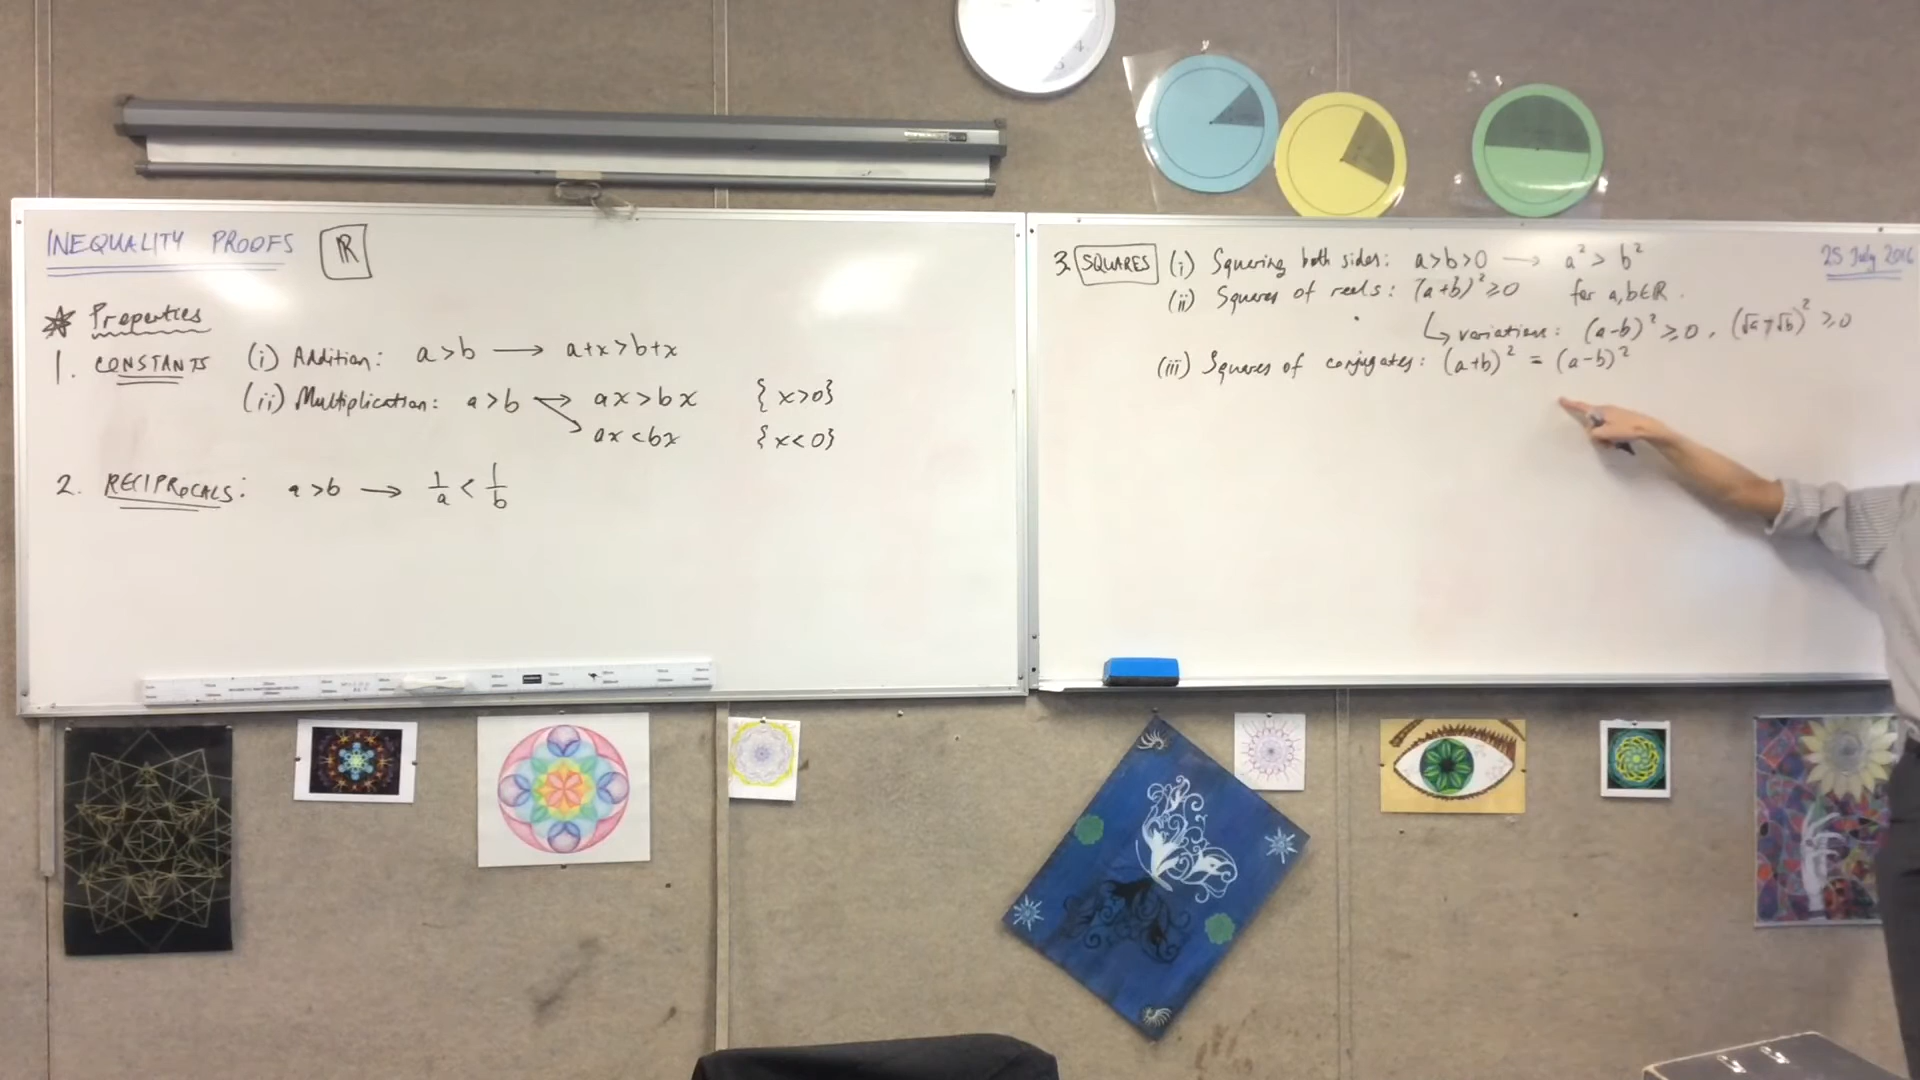 INEQUALITY PROOFS ℝ
★ Properties
1. CONSTANTS (i) Addition: a>b → a+x>b+x
(ii) Multiplication: a>b → ax>bx {x>0}
ax<bx {x<0}
2. RECIPROCALS: a>b → 1/a < 1/b
25 July 2016
3. SQUARES (i) Squaring both sides: a>b>0 → a² > b²
(ii) Squares of reals: (a+b)² ≥0 for a,b∈ℝ.
↳ variations: (a-b)² ≥0, (√a+√b)² ≥0
(iii) Squares of conjugates: (a+b)² = (a-b)²
4